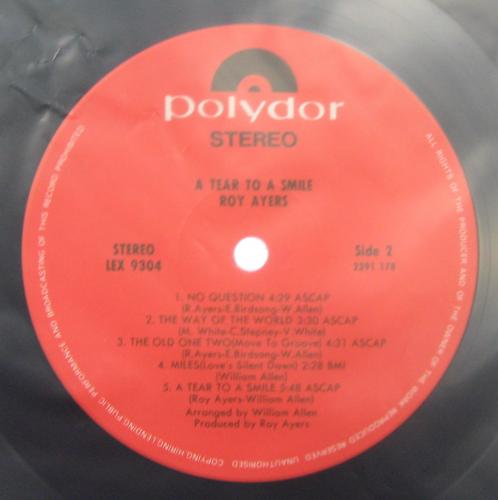 polydor
STEREO
A TEAR TO A SMILE
ROY AYERS
STEREO
LEX 9304
Side 2
2391 178
1. NO QUESTION 4:29 ASCAP
(R.Ayers-E.Birdsong-W.Allen)
2. THE WAY OF THE WORLD 3:30 ASCAP
(M. White-C.Stepney-V.White)
3. THE OLD ONE TWO(Move To Groove) 4:31 ASCAP
(R.Ayers-E.Birdsong-W.Allen)
4. MILES(Love's Silent Dawn) 2:28 BMI
(William Allen)
5. A TEAR TO A SMILE 5:48 ASCAP
(Roy Ayers-William Allen)
Arranged by William Allen
Produced by Roy Ayers
ALL RIGHTS OF THE PRODUCER AND OF THE OWNER OF THE WORK REPRODUCED RESERVED UNAUTHORISED COPYING,HIRING,LENDING,PUBLIC PERFORMANCE AND BROADCASTING OF THIS RECORD PROHIBITED